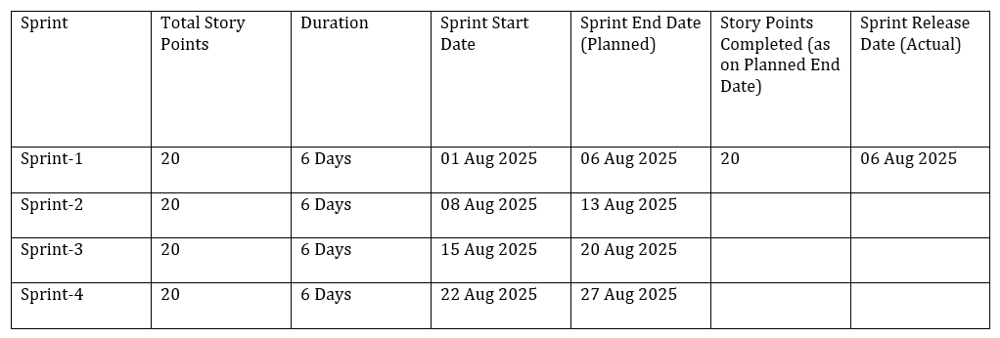 Sprint
Total Story
Points
Duration
Sprint Start
Date
Sprint End Date
(Planned)
Story Points
Completed (as
on Planned End
Date)
Sprint Release
Date (Actual)
Sprint-1 20 6 Days 01 Aug 2025 06 Aug 2025 20 06 Aug 2025
Sprint-2 20 6 Days 08 Aug 2025 13 Aug 2025
Sprint-3 20 6 Days 15 Aug 2025 20 Aug 2025
Sprint-4 20 6 Days 22 Aug 2025 27 Aug 2025